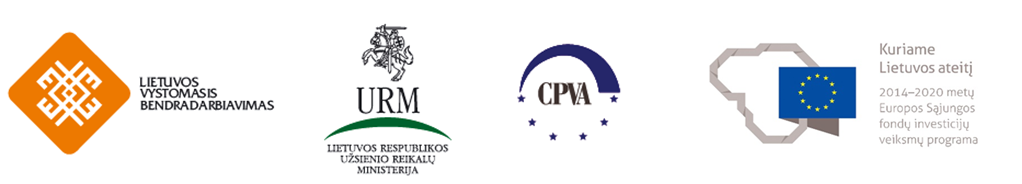 LIETUVOS
VYSTOMASIS
BENDRADARBIAVIMAS
URM
LIETUVOS RESPUBLIKOS
UŽSIENIO REIKALŲ
MINISTERIJA
CPVA
Kuriame
Lietuvos ateitį
2014–2020 metų
Europos Sąjungos
fondų investicijų
veiksmų programa